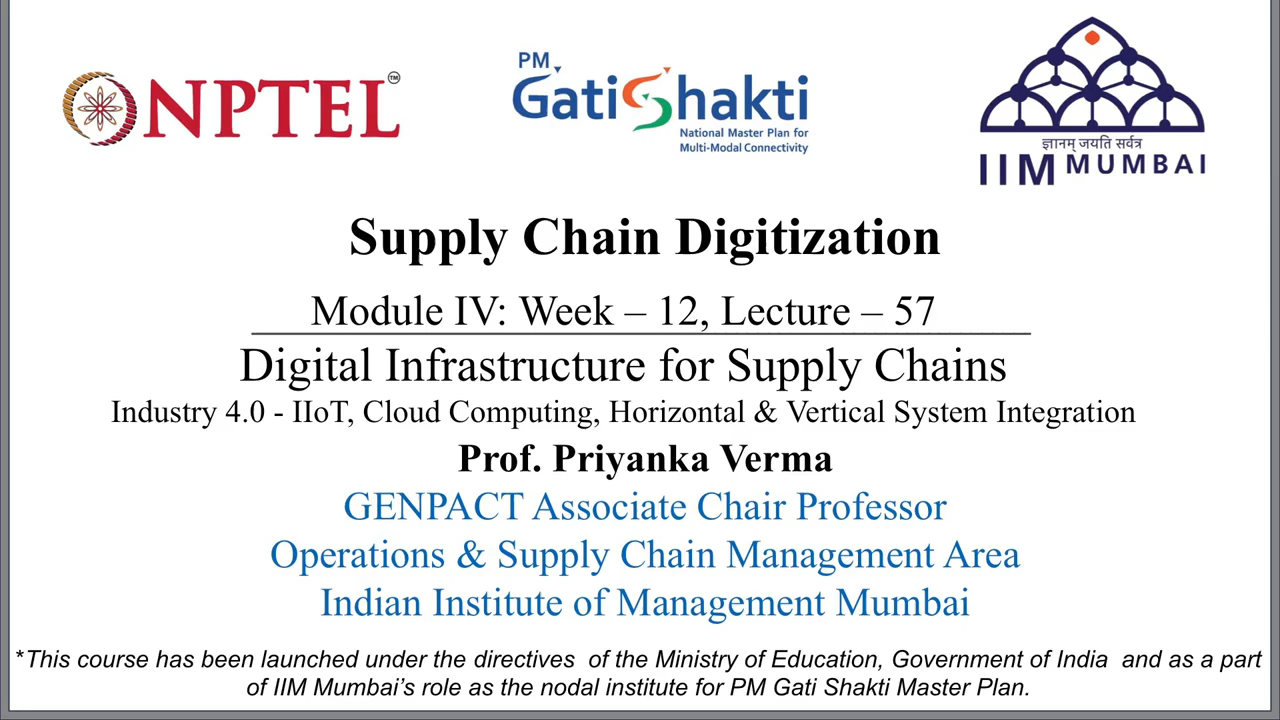 NPTEL™
PM
GatiShakti
National Master Plan for
Multi-Modal Connectivity
ज्ञानम् जयति सर्वत्र
IIM MUMBAI
Supply Chain Digitization
Module IV: Week – 12, Lecture – 57
Digital Infrastructure for Supply Chains
Industry 4.0 - IIoT, Cloud Computing, Horizontal & Vertical System Integration
Prof. Priyanka Verma
GENPACT Associate Chair Professor
Operations & Supply Chain Management Area
Indian Institute of Management Mumbai
*This course has been launched under the directives of the Ministry of Education, Government of India and as a part
of IIM Mumbai's role as the nodal institute for PM Gati Shakti Master Plan.